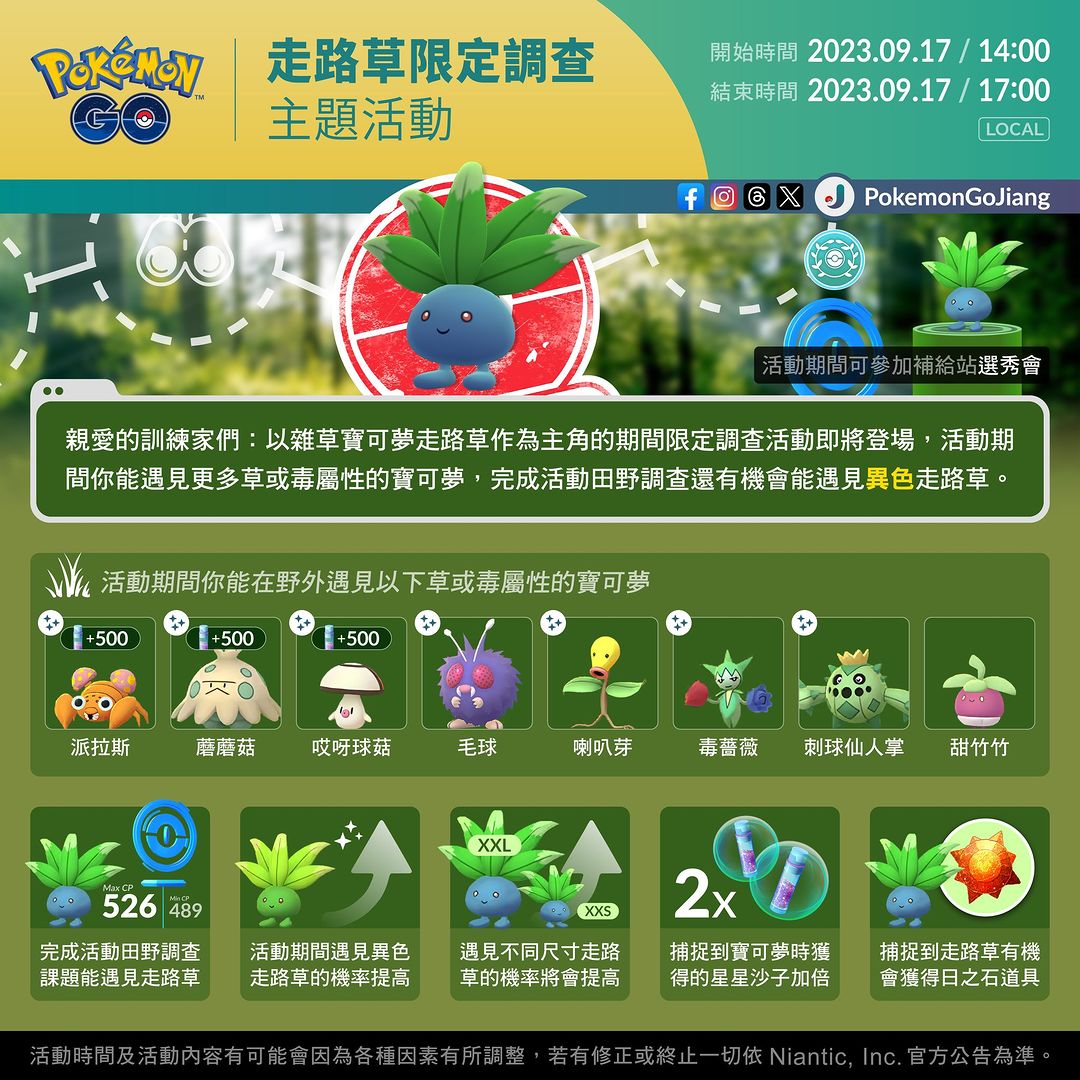 POKéMON
GO
TM
走路草限定調查
主題活動
開始時間 2023.09.17 / 14:00
結束時間 2023.09.17 / 17:00
LOCAL
PokemonGoJiang
活動期間可參加補給站選秀會
親愛的訓練家們：以雜草寶可夢走路草作為主角的期間限定調查活動即將登場，活動期
間你能遇見更多草或毒屬性的寶可夢，完成活動田野調查還有機會能遇見異色走路草。
活動期間你能在野外遇見以下草或毒屬性的寶可夢
+500
+500
+500
派拉斯
蘑蘑菇
哎呀球菇
毛球
喇叭芽
毒薔薇
刺球仙人掌
甜竹竹
Max CP
526
Min CP
489
完成活動田野調查
課題能遇見走路草
活動期間遇見異色
走路草的機率提高
XXL
XXS
遇見不同尺寸走路
草的機率將會提高
2x
捕捉到寶可夢時獲
得的星星沙子加倍
捕捉到走路草有機
會獲得日之石道具
活動時間及活動內容有可能會因為各種因素有所調整，若有修正或終止一切依 Niantic, Inc. 官方公告為準。